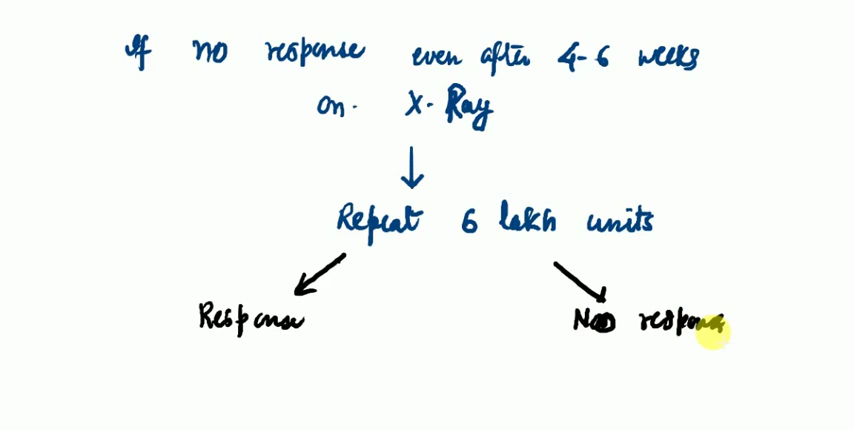 If no response even after 4-6 weeks
on. X-Ray
Repeat 6 lakh units
Response
No response